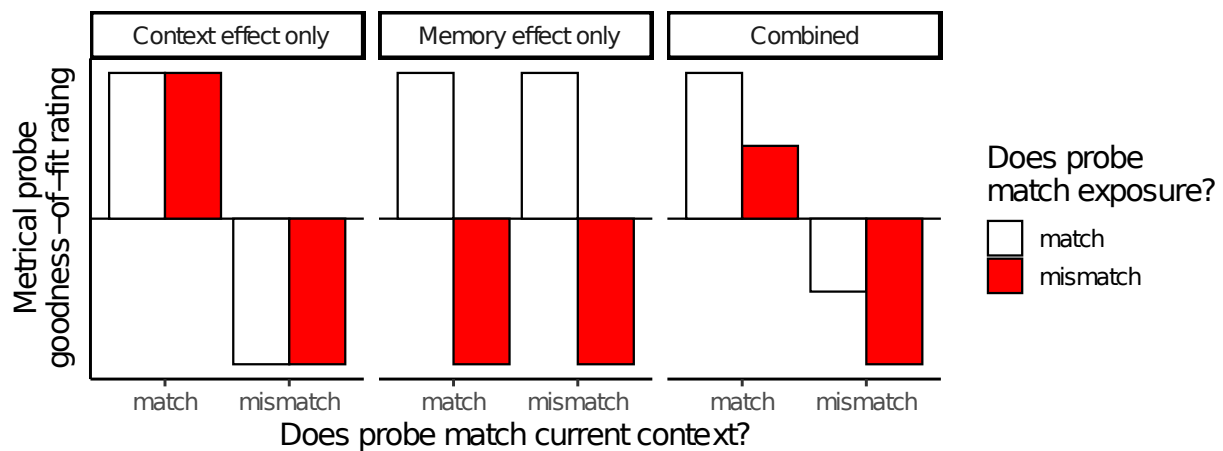 Context effect only
Memory effect only
Combined
Metrical probe
goodness−of−fit rating
match
mismatch
match
mismatch
match
mismatch
Does probe match current context?
Does probe
match exposure?
match
mismatch